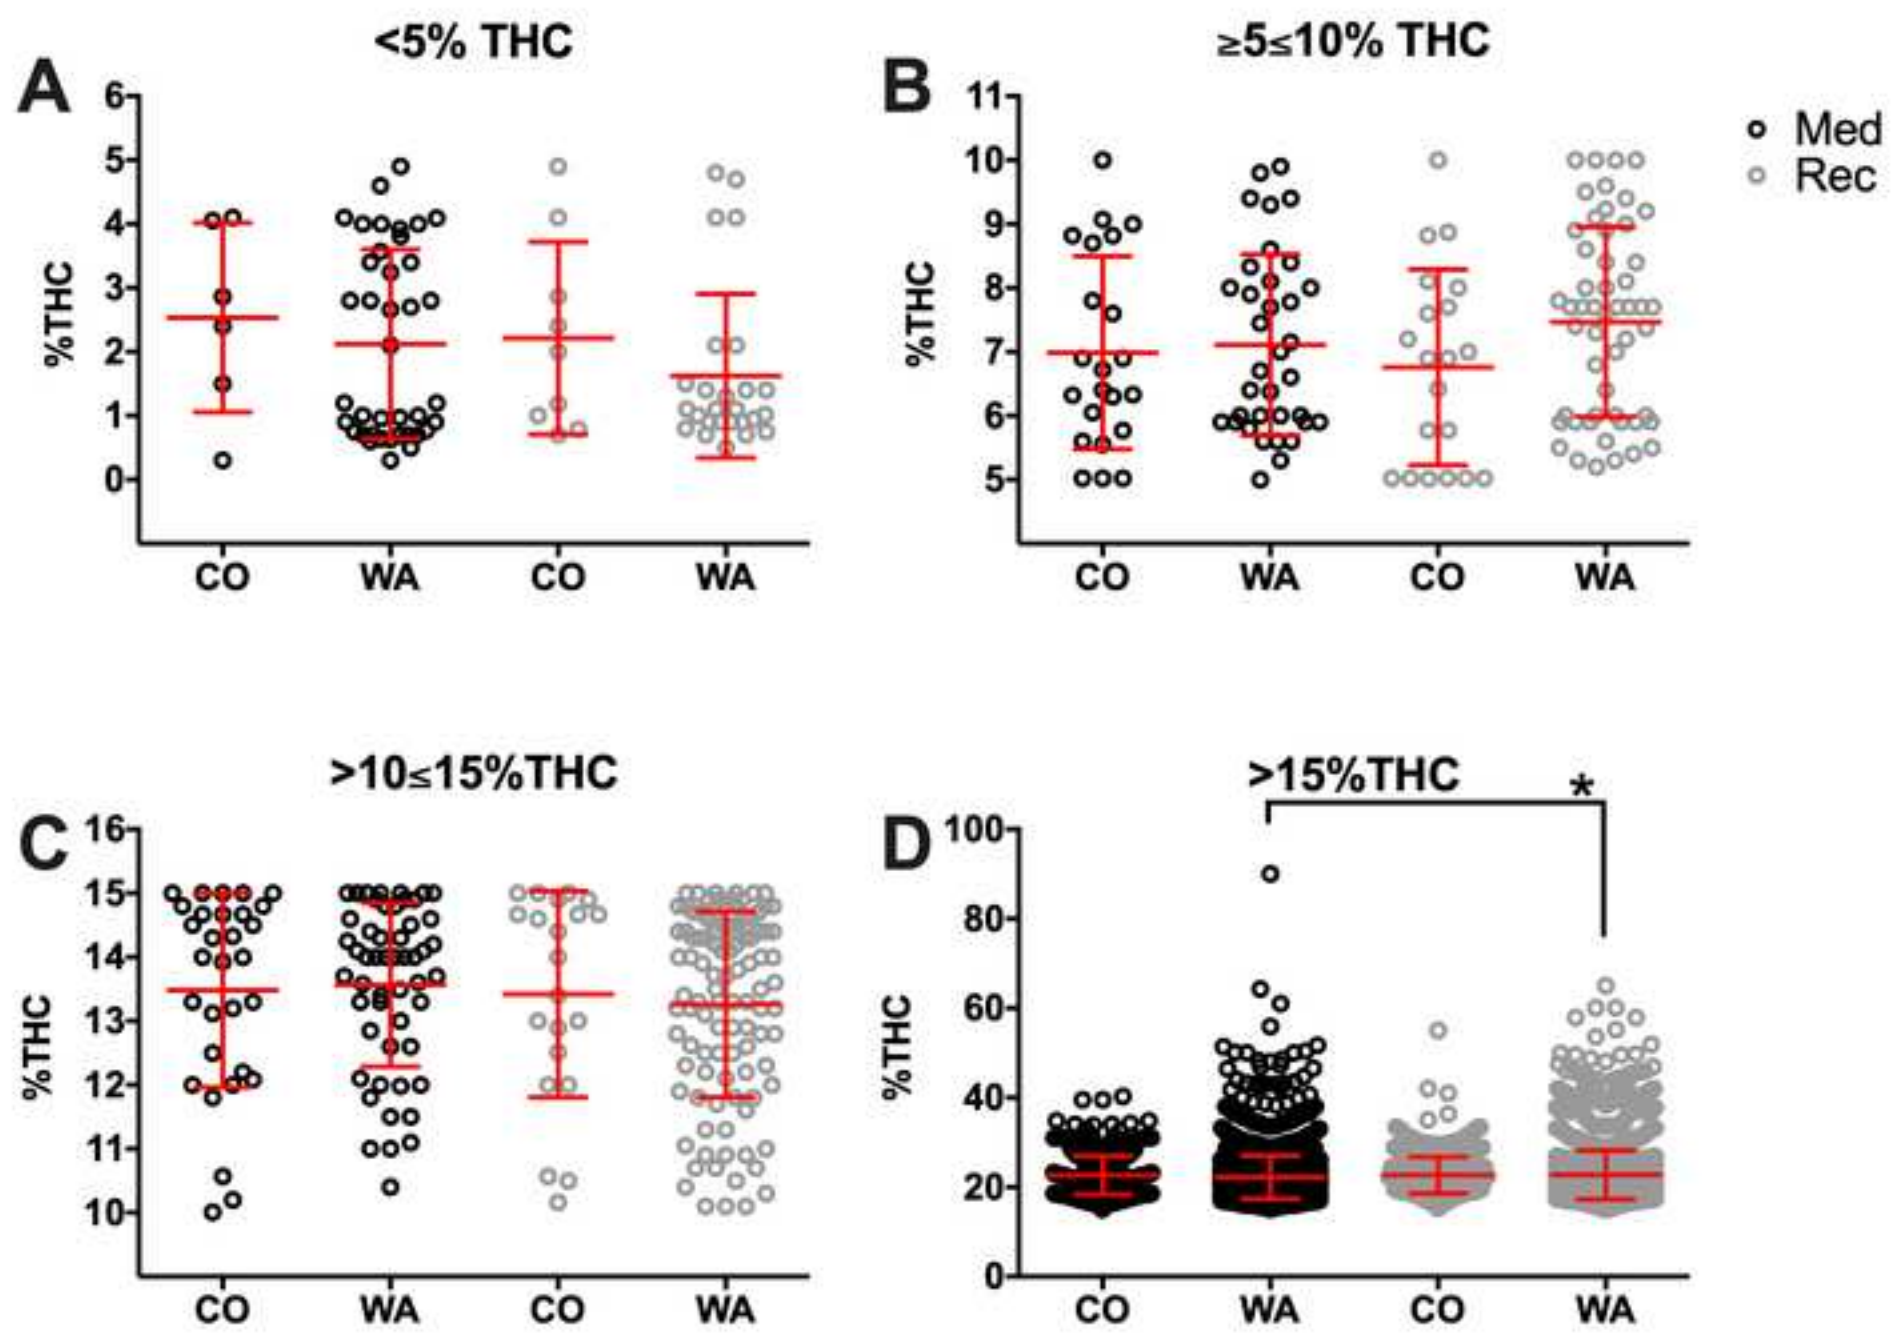 <5% THC
A
6
5
4
3
2
1
0
%THC
CO WA CO WA
≥5≤10% THC
B
11
10
9
8
7
6
5
%THC
CO WA CO WA
Med
Rec
>10≤15%THC
C
16
15
14
13
12
11
10
%THC
CO WA CO WA
>15%THC
*
D
100
80
60
40
20
0
%THC
CO WA CO WA